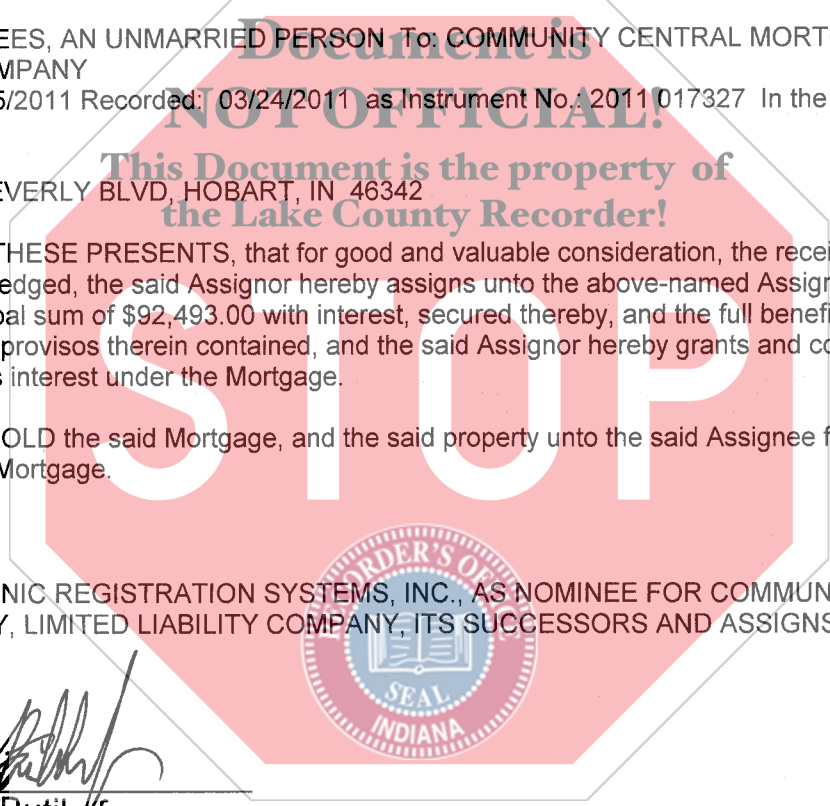 EES, AN UNMARRIED PERSON To: COMMUNITY CENTRAL MORT
Document is
MPANY
5/2011 Recorded: 03/24/2011 as Instrument No.: 2011 017327 In the
NOT OFFICIAL!
This Document is the property of
EVERLY BLVD, HOBART, IN 46342
the Lake County Recorder!
THESE PRESENTS, that for good and valuable consideration, the recei
edged, the said Assignor hereby assigns unto the above-named Assign
pal sum of $92,493.00 with interest, secured thereby, and the full benefi
provisos therein contained, and the said Assignor hereby grants and co
s interest under the Mortgage.
STOP
OLD the said Mortgage, and the said property unto the said Assignee f
Mortgage.
RECORDER'S OFFICE
NIC REGISTRATION SYSTEMS, INC., AS NOMINEE FOR COMMUN
Y, LIMITED LIABILITY COMPANY, ITS SUCCESSORS AND ASSIGNS
SEAL
INDIANA